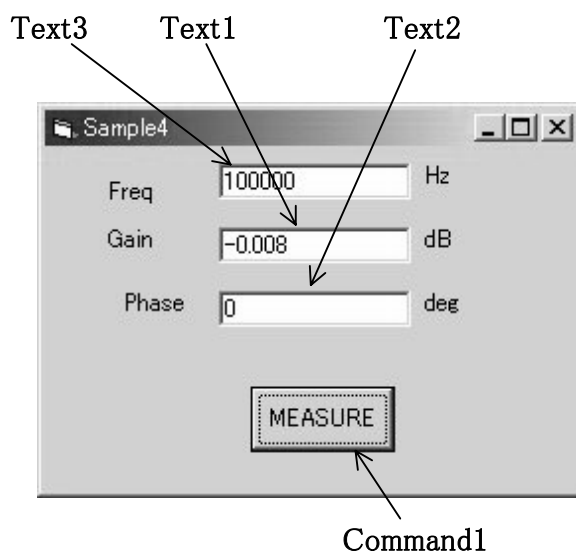 Text3 Text1 Text2
Sample4
Freq 100000 Hz
Gain -0.008 dB
Phase 0 deg
MEASURE
Command1